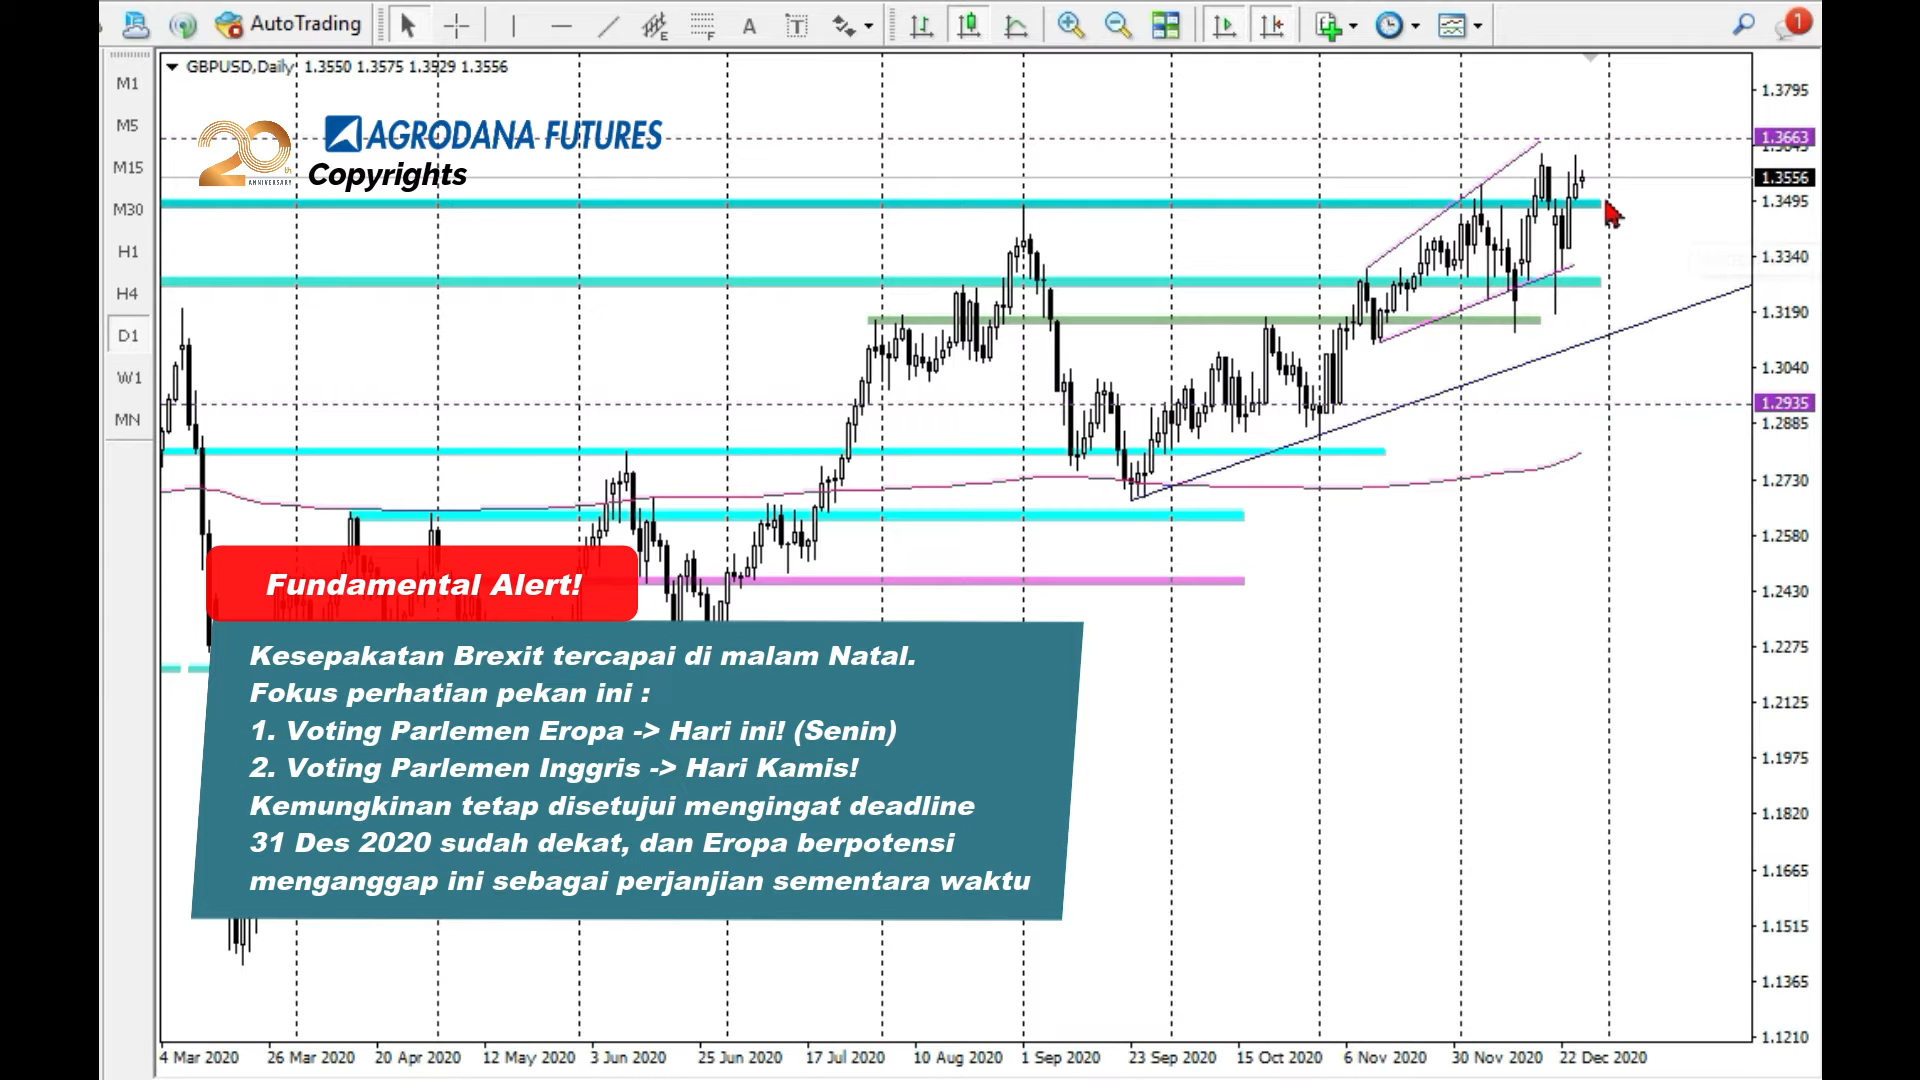 AutoTrading
E
F
A
T
1
M1
M5
M15
M30
H1
H4
D1
W1
MN
GBPUSD,Daily 1.3550 1.3575 1.3529 1.3556
20th
ANNIVERSARY
AGRODANA FUTURES
Copyrights
1.3795
1.3663
1.3645
1.3556
1.3495
1.3340
1.3190
1.3040
1.2935
1.2885
1.2730
1.2580
1.2430
1.2275
1.2125
1.1975
1.1820
1.1665
1.1515
1.1365
1.1210
Fundamental Alert!
Kesepakatan Brexit tercapai di malam Natal.
Fokus perhatian pekan ini :
1. Voting Parlemen Eropa -> Hari ini! (Senin)
2. Voting Parlemen Inggris -> Hari Kamis!
Kemungkinan tetap disetujui mengingat deadline
31 Des 2020 sudah dekat, dan Eropa berpotensi
menganggap ini sebagai perjanjian sementara waktu
4 Mar 2020 26 Mar 2020 20 Apr 2020 12 May 2020 3 Jun 2020 25 Jun 2020 17 Jul 2020 10 Aug 2020 1 Sep 2020 23 Sep 2020 15 Oct 2020 6 Nov 2020 30 Nov 2020 22 Dec 2020